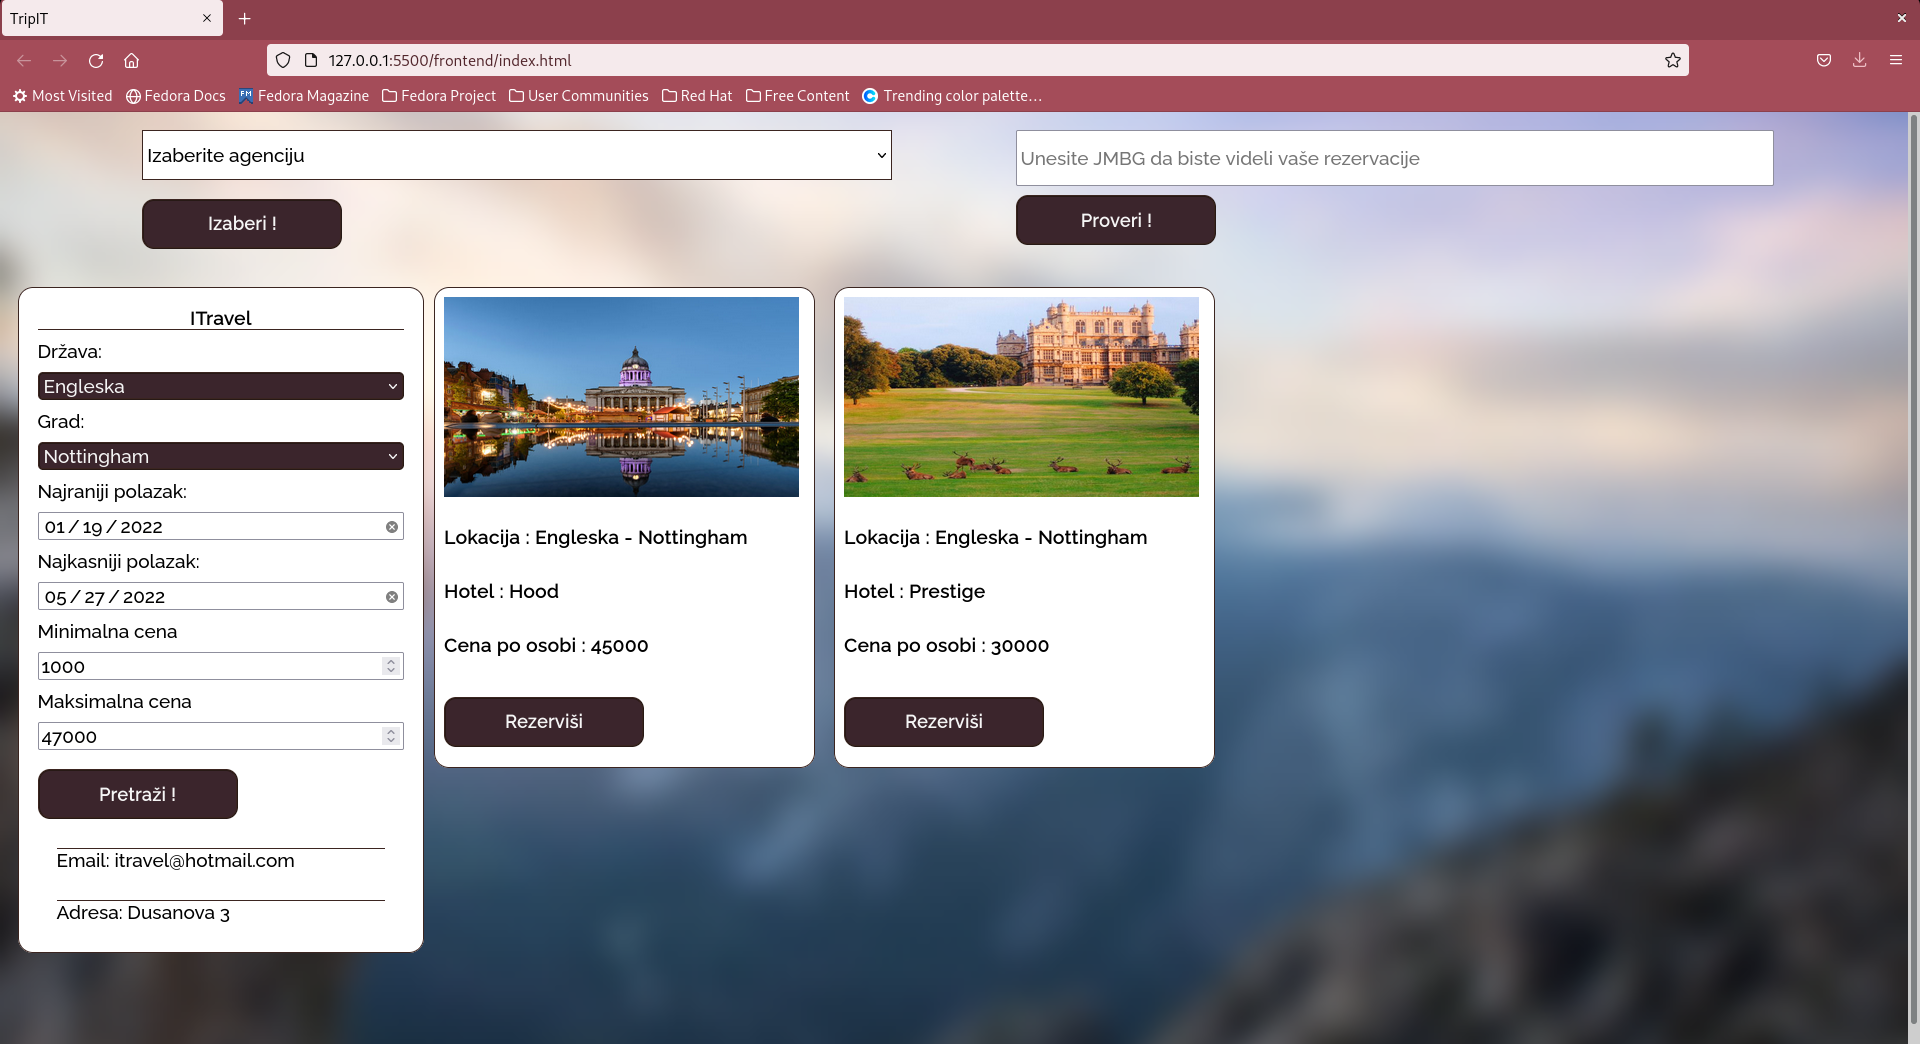 TripIT
127.0.0.1:5500/frontend/index.html
Most Visited Fedora Docs Fedora Magazine Fedora Project User Communities Red Hat Free Content Trending color palette...
Izaberite agenciju
Unesite JMBG da biste videli vaše rezervacije
Izaberi !
Proveri !
ITravel
Država:
Engleska
Grad:
Nottingham
Najraniji polazak:
01 / 19 / 2022
Najkasniji polazak:
05 / 27 / 2022
Minimalna cena
1000
Maksimalna cena
47000
Pretraži !
Email: itravel@hotmail.com
Adresa: Dusanova 3
Lokacija : Engleska - Nottingham
Hotel : Hood
Cena po osobi : 45000
Rezerviši
Lokacija : Engleska - Nottingham
Hotel : Prestige
Cena po osobi : 30000
Rezerviši